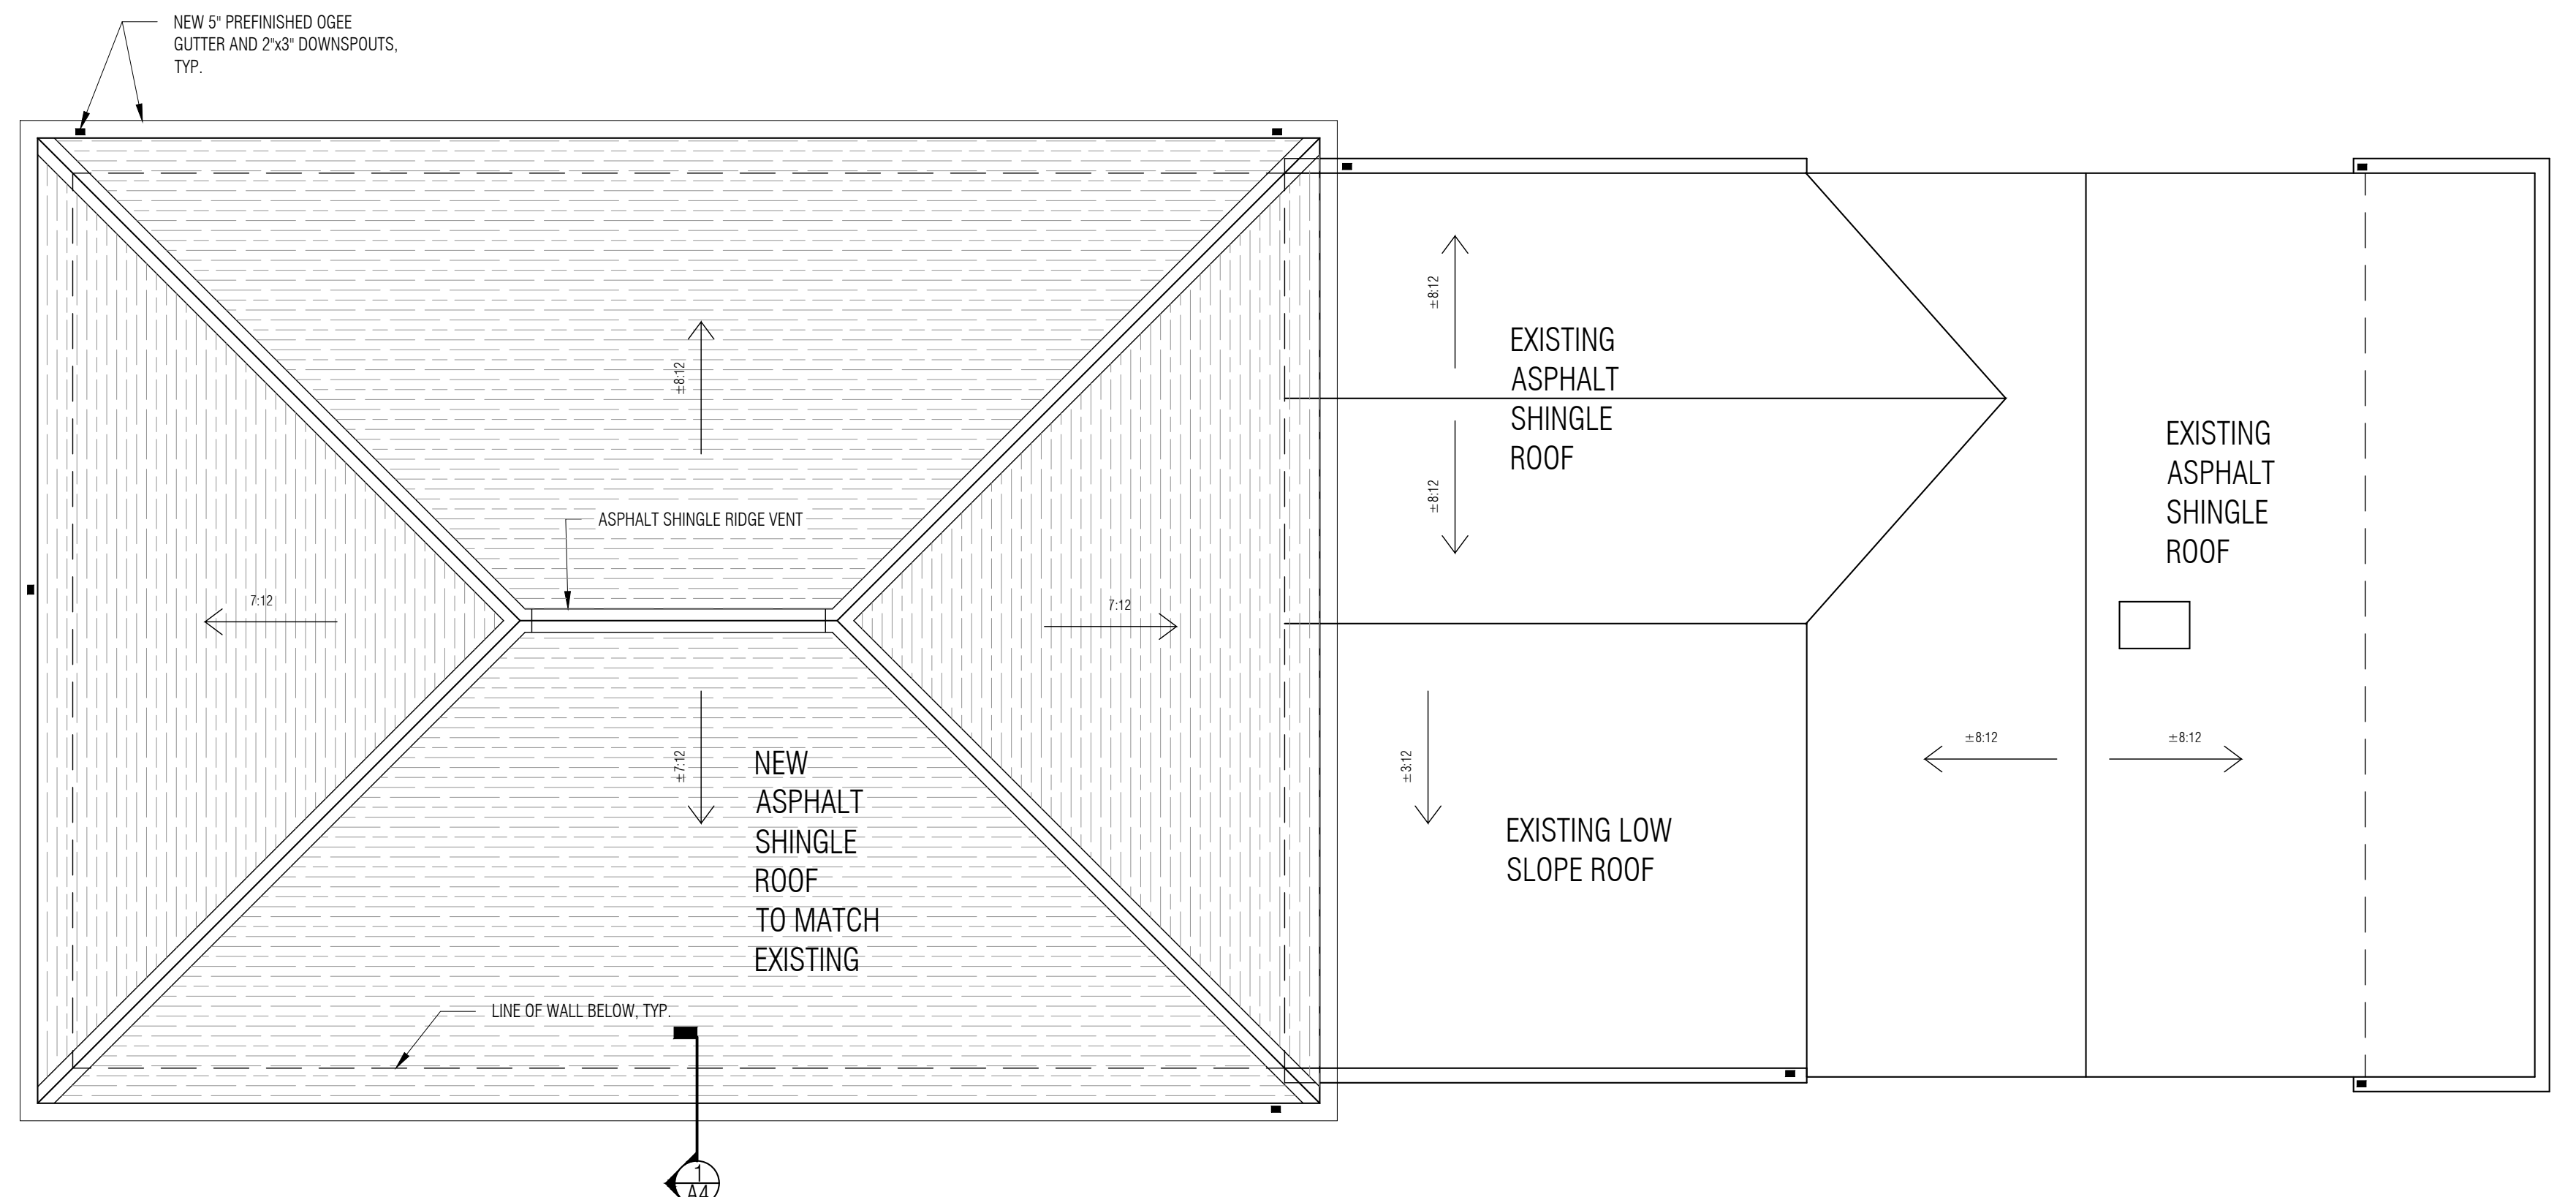 NEW 5" PREFINISHED OGEE
GUTTER AND 2"x3" DOWNSPOUTS,
TYP.
±8:12
ASPHALT SHINGLE RIDGE VENT
7:12
7:12
±7:12
NEW
ASPHALT
SHINGLE
ROOF
TO MATCH
EXISTING
LINE OF WALL BELOW, TYP.
1
A4
±8:12
±8:12
EXISTING
ASPHALT
SHINGLE
ROOF
±3:12
EXISTING LOW
SLOPE ROOF
EXISTING
ASPHALT
SHINGLE
ROOF
±8:12
±8:12